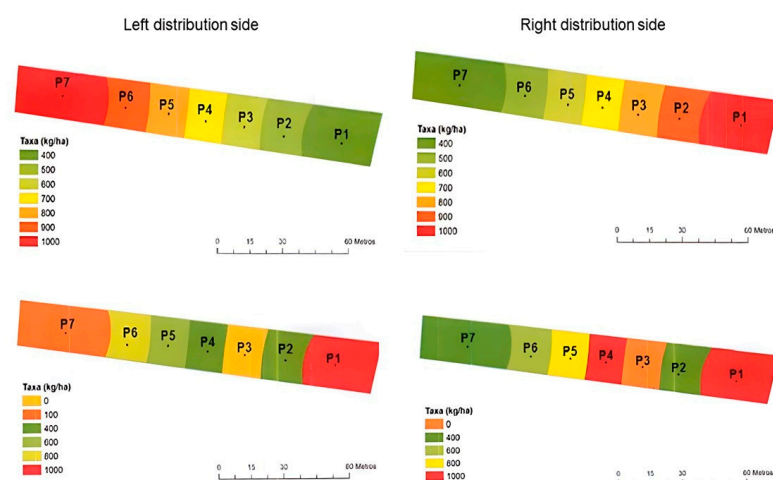 Left distribution side
Right distribution side
P7
P6
P5
P4
P3
P2
P1
Taxa (kg/ha)
400
500
600
700
800
900
1000
0 15 30 60 Metros
P7
P6
P5
P4
P3
P2
P1
Taxa (kg/ha)
400
500
600
700
800
900
1000
0 15 30 60 Metros
P7
P6
P5
P4
P3
P2
P1
Taxa (kg/ha)
0
100
400
600
800
1000
0 30 60 Metros
P7
P6
P5
P4
P3
P2
P1
Taxa (kg/ha)
0
400
600
1000
0 15 30 60 Metros